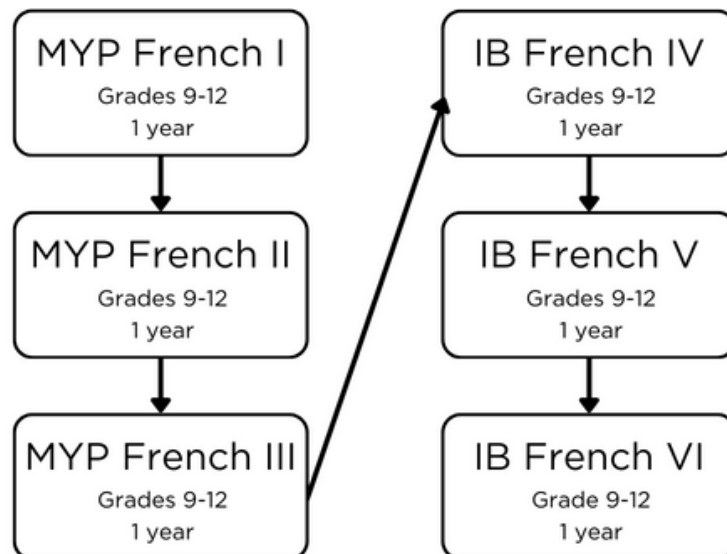 MYP French I
Grades 9-12
1 year
MYP French II
Grades 9-12
1 year
MYP French III
Grades 9-12
1 year
IB French IV
Grades 9-12
1 year
IB French V
Grades 9-12
1 year
IB French VI
Grade 9-12
1 year